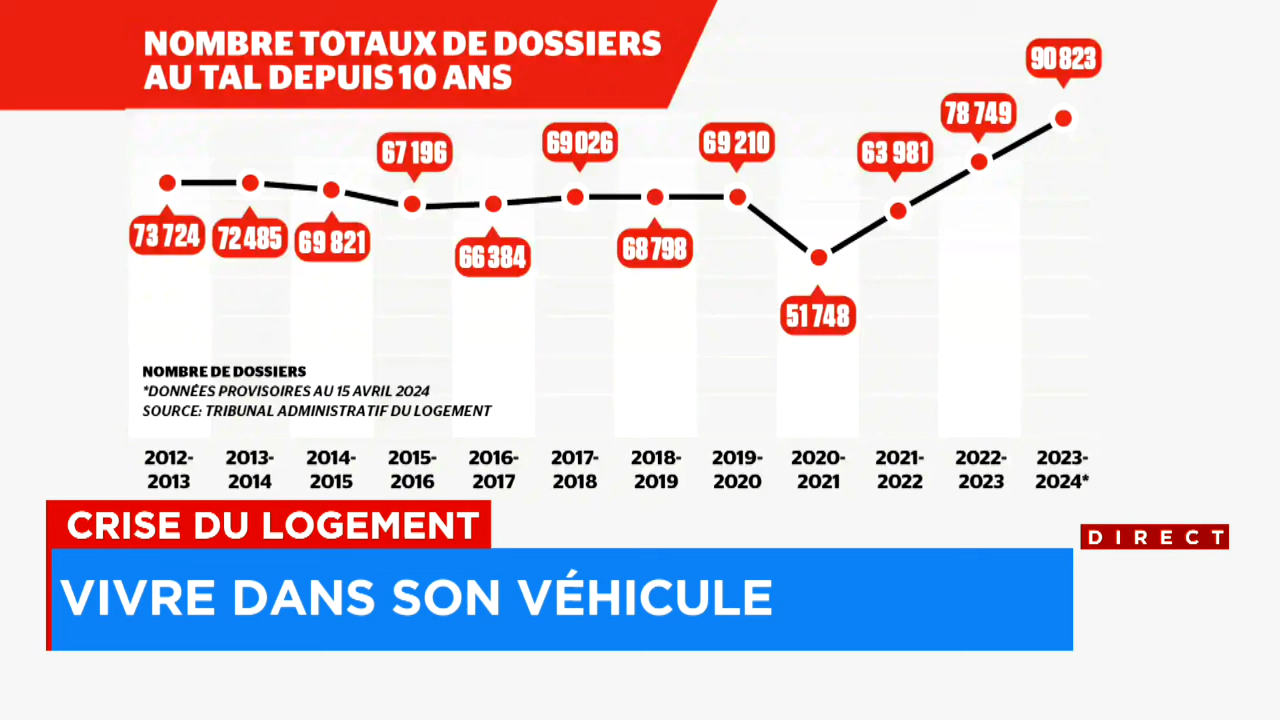 NOMBRE TOTAUX DE DOSSIERS
AU TAL DEPUIS 10 ANS
73 724
72 485
69 821
67 196
66 384
69 026
68 798
69 210
51 748
63 981
78 749
90 823
NOMBRE DE DOSSIERS
*DONNÉES PROVISOIRES AU 15 AVRIL 2024
SOURCE: TRIBUNAL ADMINISTRATIF DU LOGEMENT
2012- 2013- 2014- 2015- 2016- 2017- 2018- 2019- 2020- 2021- 2022- 2023-
2013 2014 2015 2016 2017 2018 2019 2020 2021 2022 2023 2024*
CRISE DU LOGEMENT
DIRECT
VIVRE DANS SON VÉHICULE